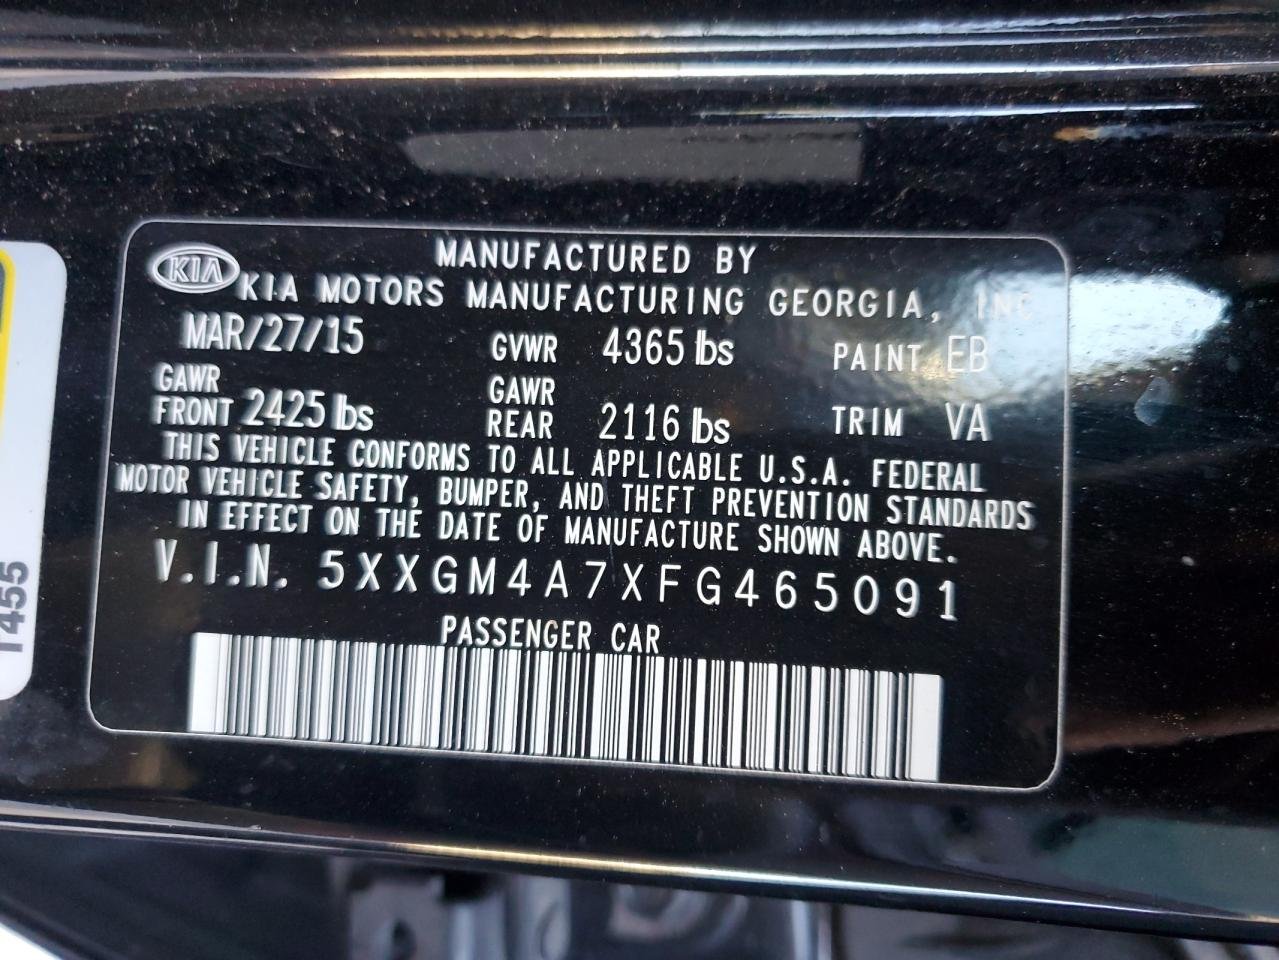 MANUFACTURED BY
KIA
KIA MOTORS MANUFACTURING GEORGIA, INC
MAR/27/15 GVWR 4365 lbs PAINT EB
GAWR FRONT 2425 lbs GAWR REAR 2116 lbs TRIM VA
THIS VEHICLE CONFORMS TO ALL APPLICABLE U.S.A. FEDERAL
MOTOR VEHICLE SAFETY, BUMPER, AND THEFT PREVENTION STANDARDS
IN EFFECT ON THE DATE OF MANUFACTURE SHOWN ABOVE.
V.I.N. 5XXGM4A7XFG465091
PASSENGER CAR